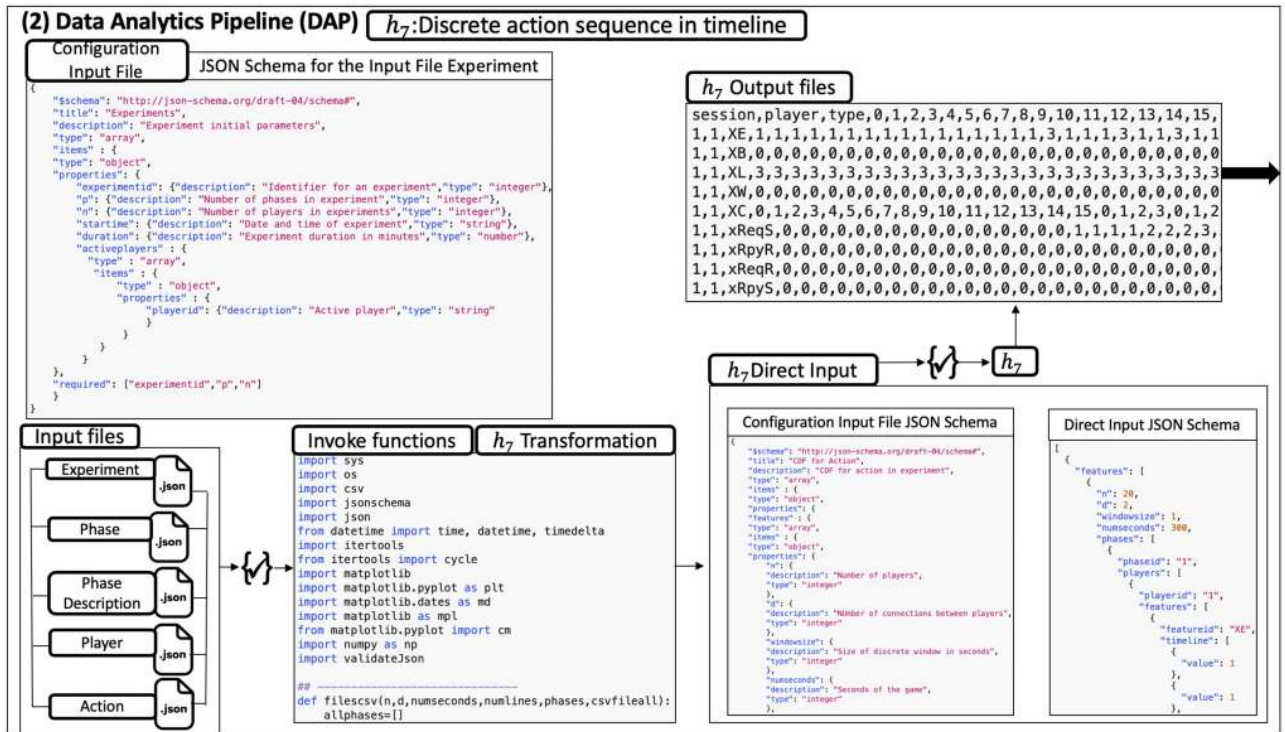 (2) Data Analytics Pipeline (DAP)
h7:Discrete action sequence in timeline
Configuration
Input File
JSON Schema for the Input File Experiment
{
"$schema": "http://json-schema.org/draft-04/schema#",
"title": "Experiments",
"description": "Experiment initial parameters",
"type": "array",
"items" : {
"type": "object",
"properties": {
"experimentid": {"description": "Identifier for an experiment","type": "integer"},
"p": {"description": "Number of phases in experiment","type": "integer"},
"n": {"description": "Number of players in experiments","type": "integer"},
"startime": {"description": "Date and time of experiment","type": "string"},
"duration": {"description": "Experiment duration in minutes","type": "number"},
"activeplayers" : {
"type" : "array",
"items" : {
"type" : "object",
"properties" : {
"playerid": {"description": "Active player","type": "string"
}
}
}
}
},
"required": ["experimentid","p","n"]
}
}
h7 Output files
session,player,type,0,1,2,3,4,5,6,7,8,9,10,11,12,13,14,15,
1,1,XE,1,1,1,1,1,1,1,1,1,1,1,1,1,1,1,1,3,1,1,1,3,1,1,3,1,1
1,1,XB,0,0,0,0,0,0,0,0,0,0,0,0,0,0,0,0,0,0,0,0,0,0,0,0,0,0
1,1,XL,3,3,3,3,3,3,3,3,3,3,3,3,3,3,3,3,3,3,3,3,3,3,3,3,3,3
1,1,XW,0,0,0,0,0,0,0,0,0,0,0,0,0,0,0,0,0,0,0,0,0,0,0,0,0,0
1,1,XC,0,1,2,3,4,5,6,7,8,9,10,11,12,13,14,15,0,1,2,3,0,1,2
1,1,xReqS,0,0,0,0,0,0,0,0,0,0,0,0,0,0,0,0,1,1,1,1,2,2,2,3,
1,1,xRpyR,0,0,0,0,0,0,0,0,0,0,0,0,0,0,0,0,0,0,0,0,0,0,0,0,
1,1,xReqR,0,0,0,0,0,0,0,0,0,0,0,0,0,0,0,0,0,0,0,0,0,0,0,0,
1,1,xRpyS,0,0,0,0,0,0,0,0,0,0,0,0,0,0,0,0,0,0,0,0,0,0,0,0,
h7Direct Input
{✓}
h7
Input files
Experiment
.json
Phase
.json
Phase
Description
.json
Player
.json
Action
.json
{✓}
Invoke functions
h7 Transformation
import sys
import os
import csv
import jsonschema
import json
from datetime import time, datetime, timedelta
import itertools
from itertools import cycle
import matplotlib
import matplotlib.pyplot as plt
import matplotlib.dates as md
import matplotlib as mpl
from matplotlib.pyplot import cm
import numpy as np
import validateJson
## ------------------------------
def filescsv(n,d,numseconds,numlines,phases,csvfileall):
allphases=[]
Configuration Input File JSON Schema
{
"$schema": "http://json-schema.org/draft-04/schema#",
"title": "CDF for Action",
"description": "CDF for action in experiment",
"type": "array",
"items" : {
"type": "object",
"properties": {
"features" : {
"type": "array",
"items" : {
"type": "object",
"properties": {
"n": {
"description": "Number of players",
"type": "integer"
},
"d": {
"description": "NUmber of connections between players",
"type": "integer"
},
"windowsize": {
"description": "Size of discrete window in seconds",
"type": "integer"
},
"numseconds": {
"description": "Seconds of the game",
"type": "integer"
},
Direct Input JSON Schema
[
{
"features": [
{
"n": 20,
"d": 2,
"windowsize": 1,
"numseconds": 300,
"phases": [
{
"phaseid": "1",
"players": [
{
"playerid": "1",
"features": [
{
"featureid": "XE",
"timeline": [
{
"value": 1
},
{
"value": 1
},